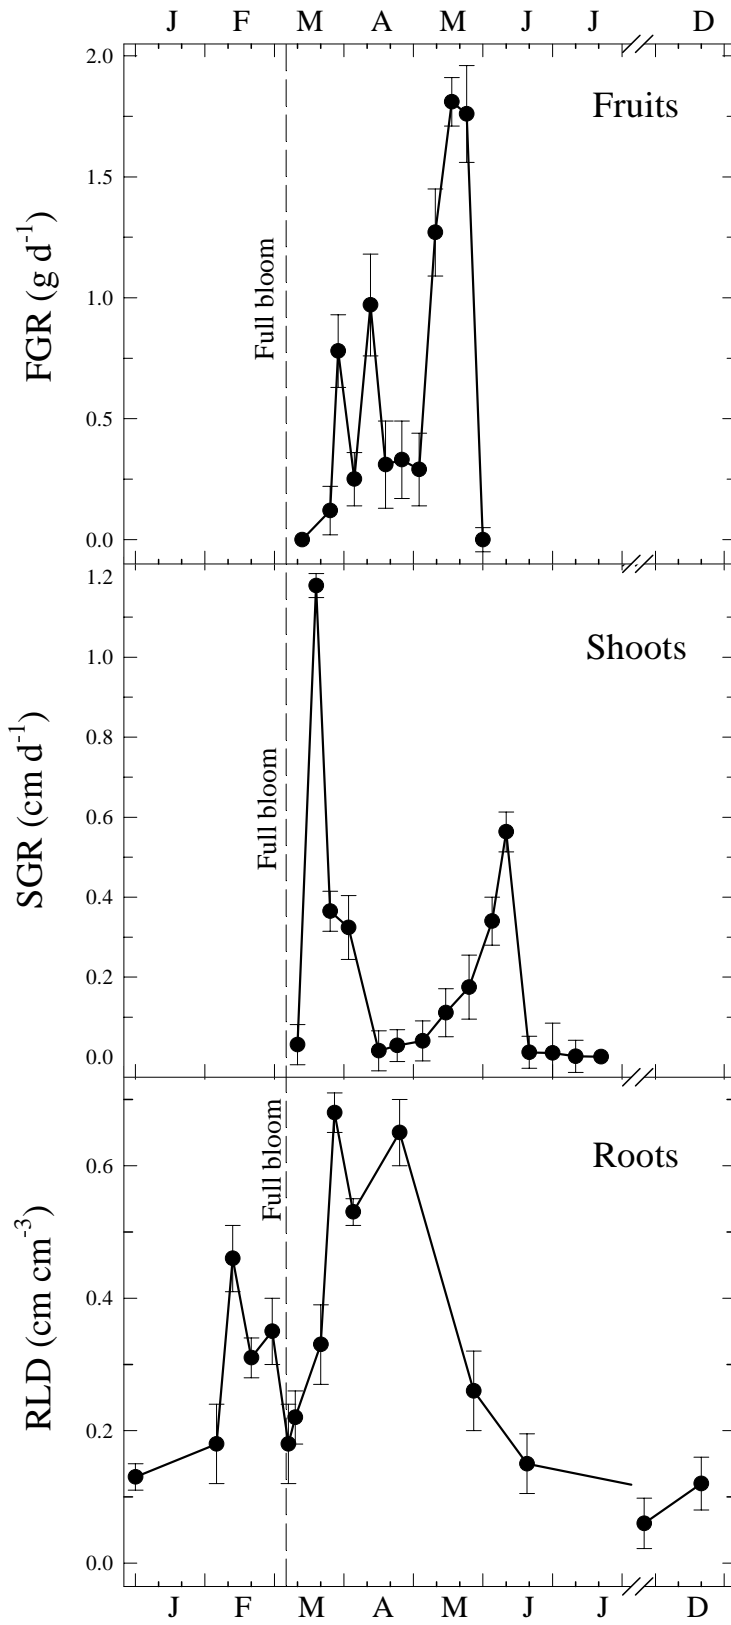 J F M A M J J D
2.0
Fruits
1.5
FGR (g d-1)
Full bloom
1.0
0.5
0.0
1.2
Shoots
1.0
0.8
SGR (cm d-1)
Full bloom
0.6
0.4
0.2
0.0
Full bloom
Roots
0.6
RLD (cm cm-3)
0.4
0.2
0.0
J F M A M J J D